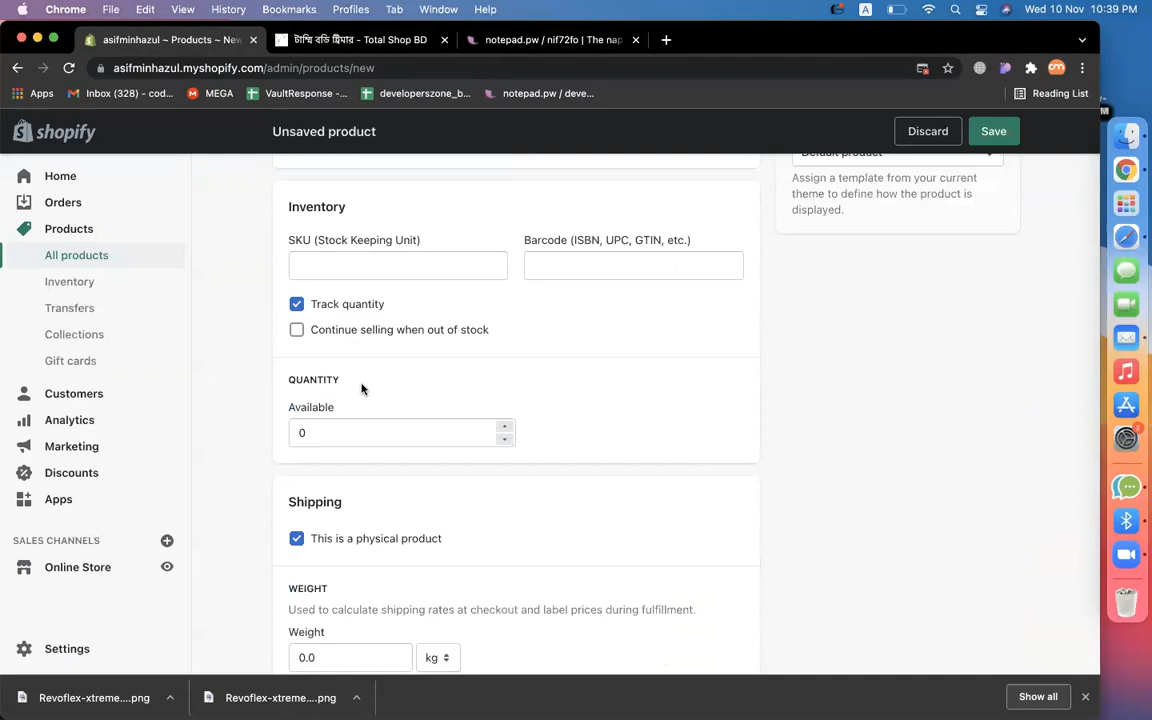 Chrome File Edit View History Bookmarks Profiles Tab Window Help A Wed 10 Nov 10:39 PM
asifminhazul ~ Products ~ New টাম্মি বডি ট্রিমার - Total Shop BD notepad.pw / nif72fo | The nap
asifminhazul.myshopify.com/admin/products/new
Apps Inbox (328) - cod... MEGA VaultResponse -... developerszone_b... notepad.pw / deve... Reading List
shopify Unsaved product Discard Save
Home
Orders
Products
All products
Inventory
Transfers
Collections
Gift cards
Customers
Analytics
Marketing
Discounts
Apps
SALES CHANNELS
Online Store
Settings
Inventory
SKU (Stock Keeping Unit) Barcode (ISBN, UPC, GTIN, etc.)
Track quantity
Continue selling when out of stock
QUANTITY
Available
0
Shipping
This is a physical product
WEIGHT
Used to calculate shipping rates at checkout and label prices during fulfillment.
Weight
0.0 kg
Default product
Assign a template from your current
theme to define how the product is
displayed.
Revoflex-xtreme....png Revoflex-xtreme....png Show all